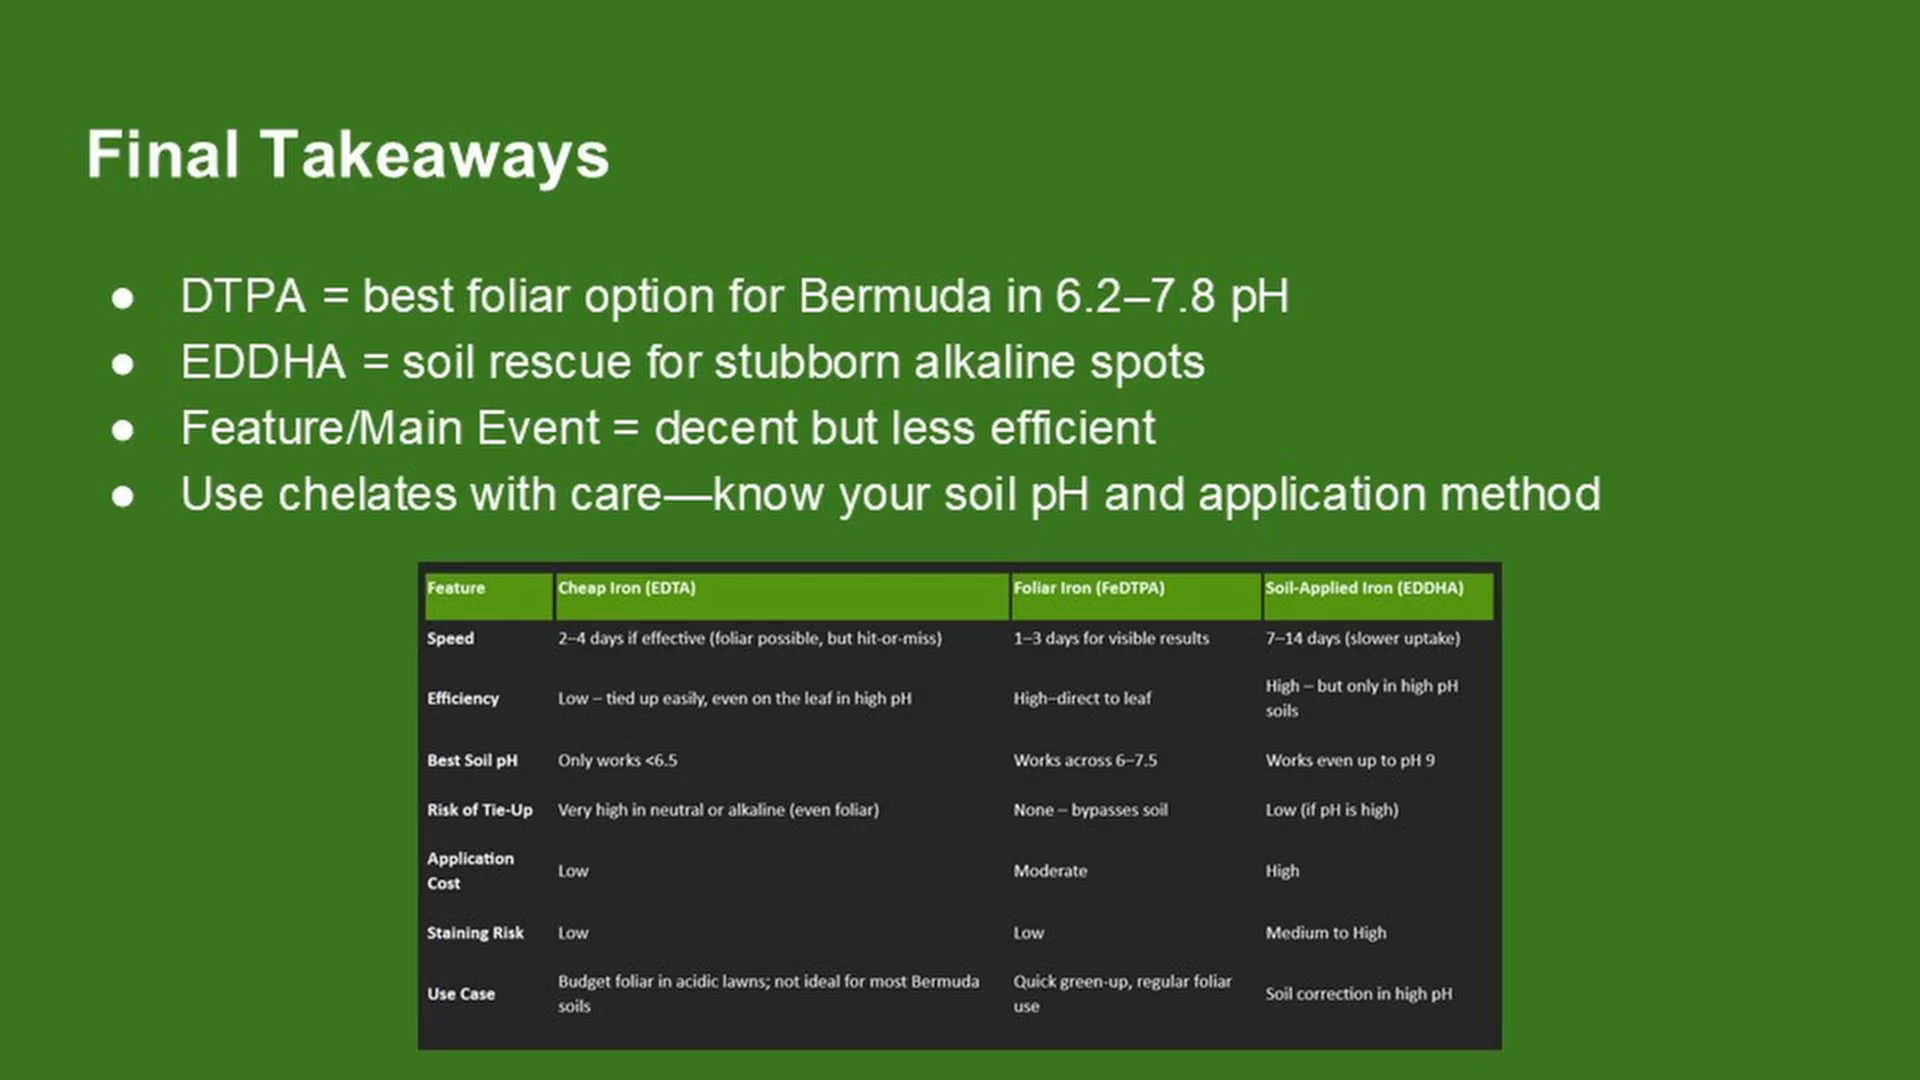 Final Takeaways
● DTPA = best foliar option for Bermuda in 6.2–7.8 pH
● EDDHA = soil rescue for stubborn alkaline spots
● Feature/Main Event = decent but less efficient
● Use chelates with care—know your soil pH and application method
Feature Cheap Iron (EDTA) Foliar Iron (FeDTPA) Soil-Applied Iron (EDDHA)
Speed 2–4 days if effective (foliar possible, but hit-or-miss) 1–3 days for visible results 7–14 days (slower uptake)
Efficiency Low – tied up easily, even on the leaf in high pH High–direct to leaf High – but only in high pH
soils
Best Soil pH Only works <6.5 Works across 6–7.5 Works even up to pH 9
Risk of Tie-Up Very high in neutral or alkaline (even foliar) None – bypasses soil Low (if pH is high)
Application
Cost Low Moderate High
Staining Risk Low Low Medium to High
Use Case Budget foliar in acidic lawns; not ideal for most Bermuda
soils Quick green-up, regular foliar
use Soil correction in high pH